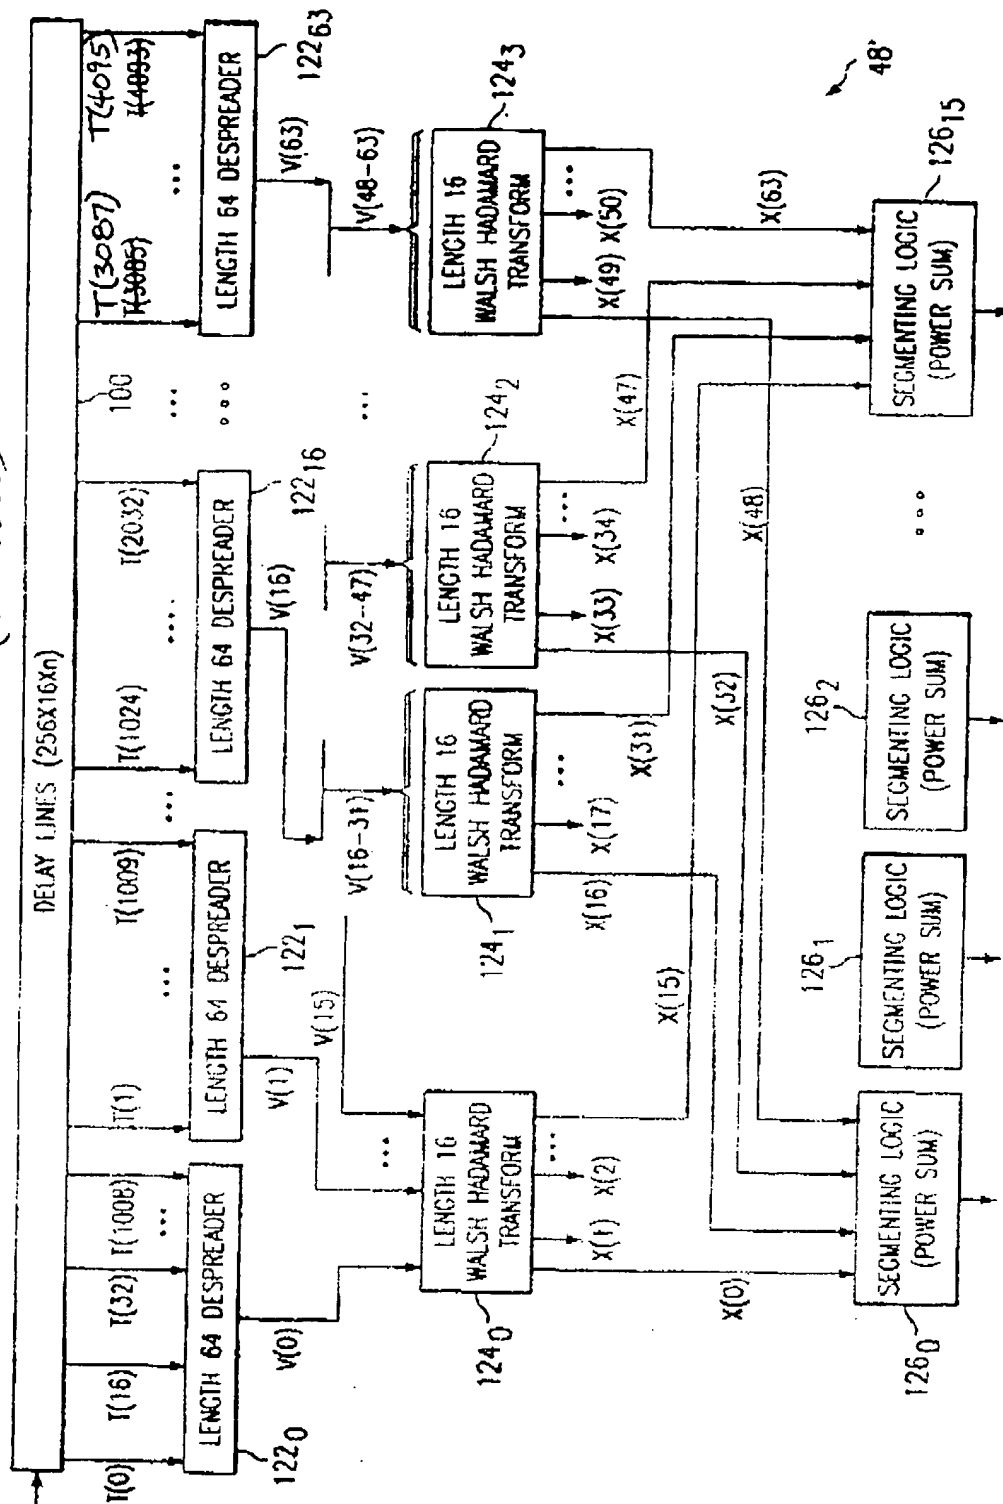 DELAY LINES (256X16Xn)
100
T(0)
T(16)
T(32)
T(1008)
...
T(1)
...
T(1009)
...
T(1024)
...
T(2032)
...
T(3087)
T(3085)
...
T(4095)
T(4093)
122₀
LENGTH 64 DESPREADER
122₁
LENGTH 64 DESPREADER
122₁₆
LENGTH 64 DESPREADER
122₆₃
LENGTH 64 DESPREADER
V(0)
V(1)
V(15)
V(16)
V(16-31)
V(32-47)
...
V(63)
V(48-63)
...
124₀
LENGTH 16
WALSH HADAMARD
TRANSFORM
124₁
LENGTH 16
WALSH HADAMARD
TRANSFORM
124₂
LENGTH 16
WALSH HADAMARD
TRANSFORM
124₃
LENGTH 16
WALSH HADAMARD
TRANSFORM
X(0)
X(1)
X(2)
...
X(15)
X(16)
X(17)
...
X(31)
X(32)
X(33)
X(34)
...
X(47)
X(48)
X(49)
X(50)
...
X(63)
48'
126₀
SEGMENTING LOGIC
(POWER SUM)
126₁
SEGMENTING LOGIC
(POWER SUM)
126₂
SEGMENTING LOGIC
(POWER SUM)
126₁₅
SEGMENTING LOGIC
(POWER SUM)